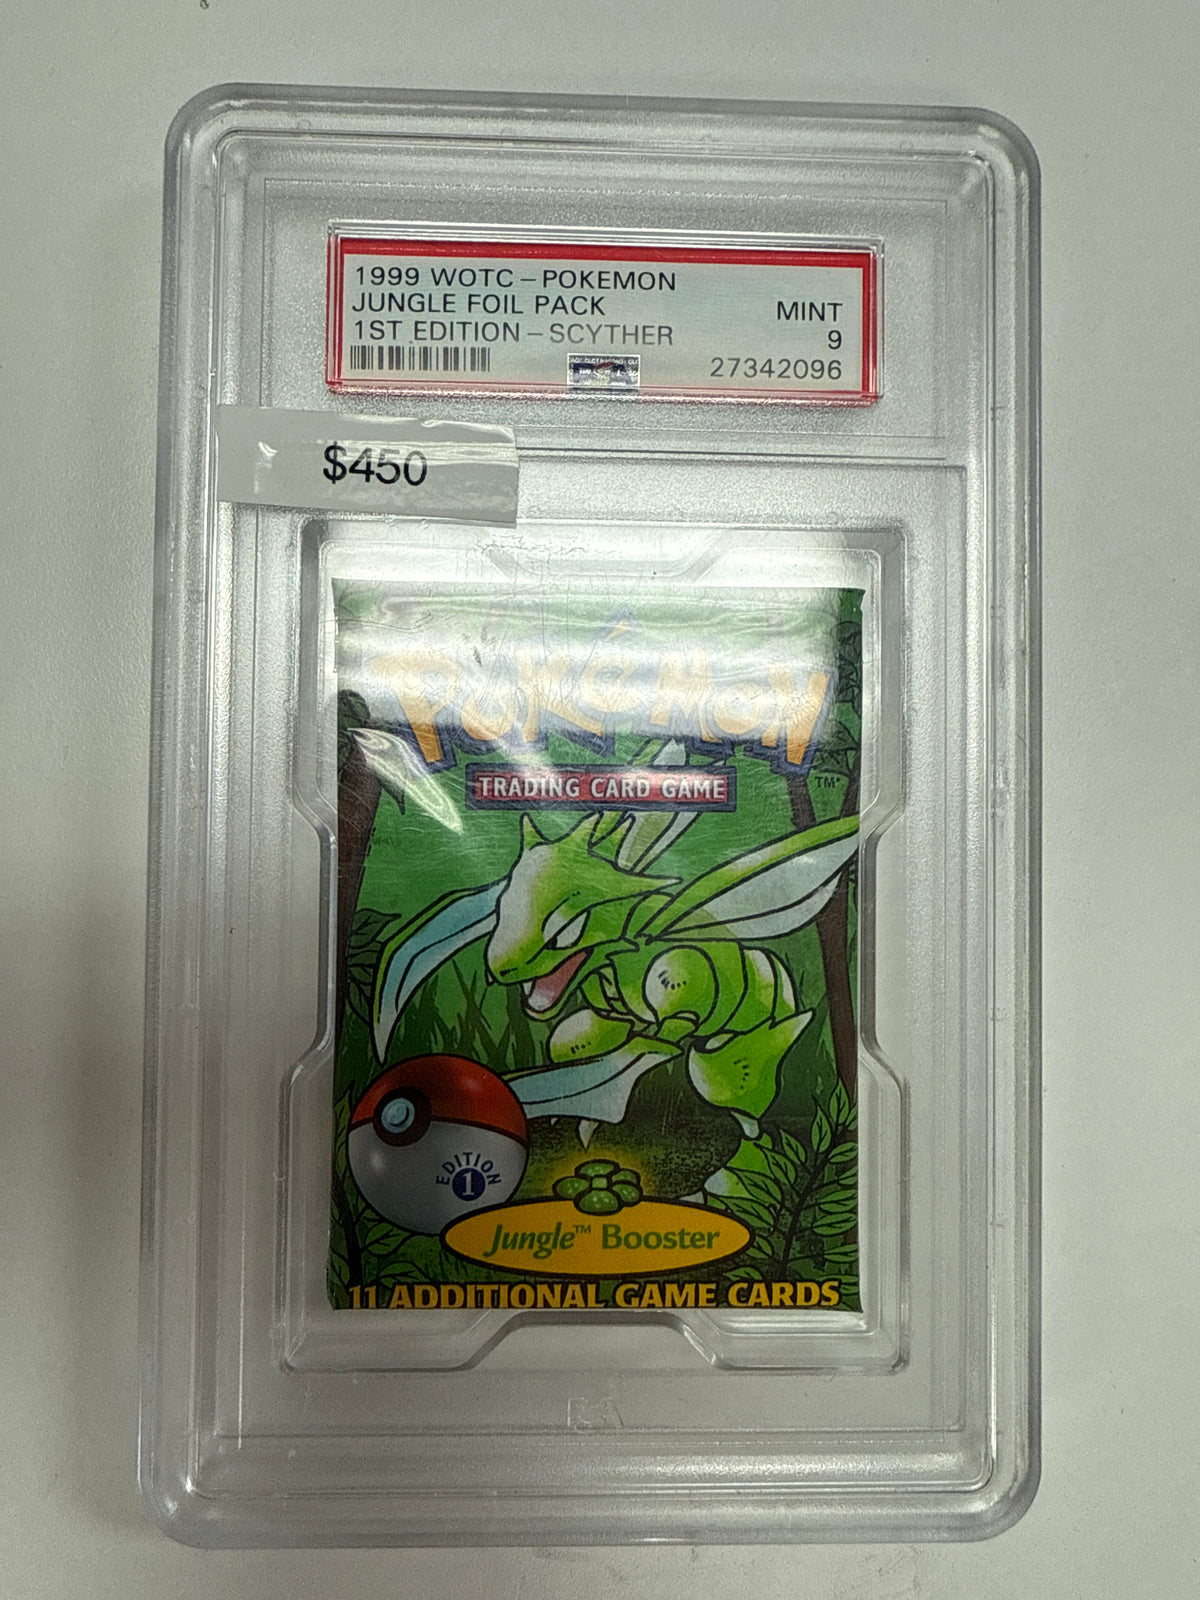 1999 WOTC - POKEMON
JUNGLE FOIL PACK MINT
1ST EDITION - SCYTHER 9
27342096
$450
POKéMON
TRADING CARD GAME
TM
EDITION
1
Jungle™ Booster
11 ADDITIONAL GAME CARDS